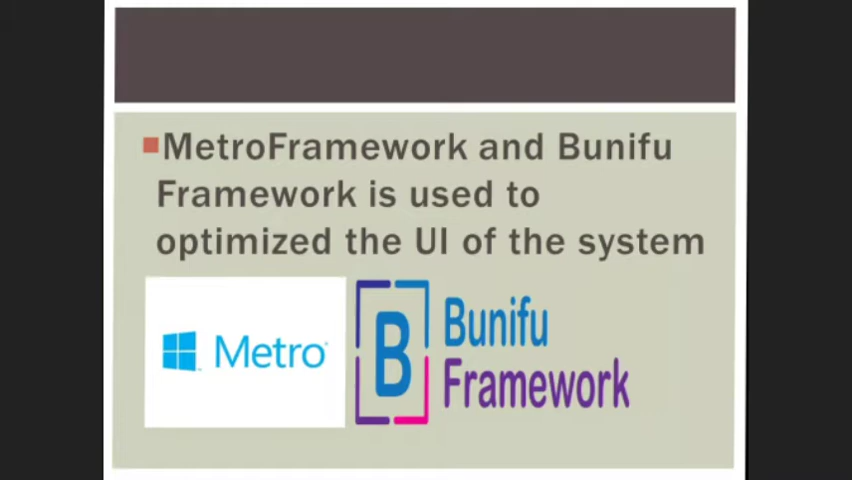 MetroFramework and Bunifu
Framework is used to
optimized the UI of the system
Metro
B
Bunifu
Framework